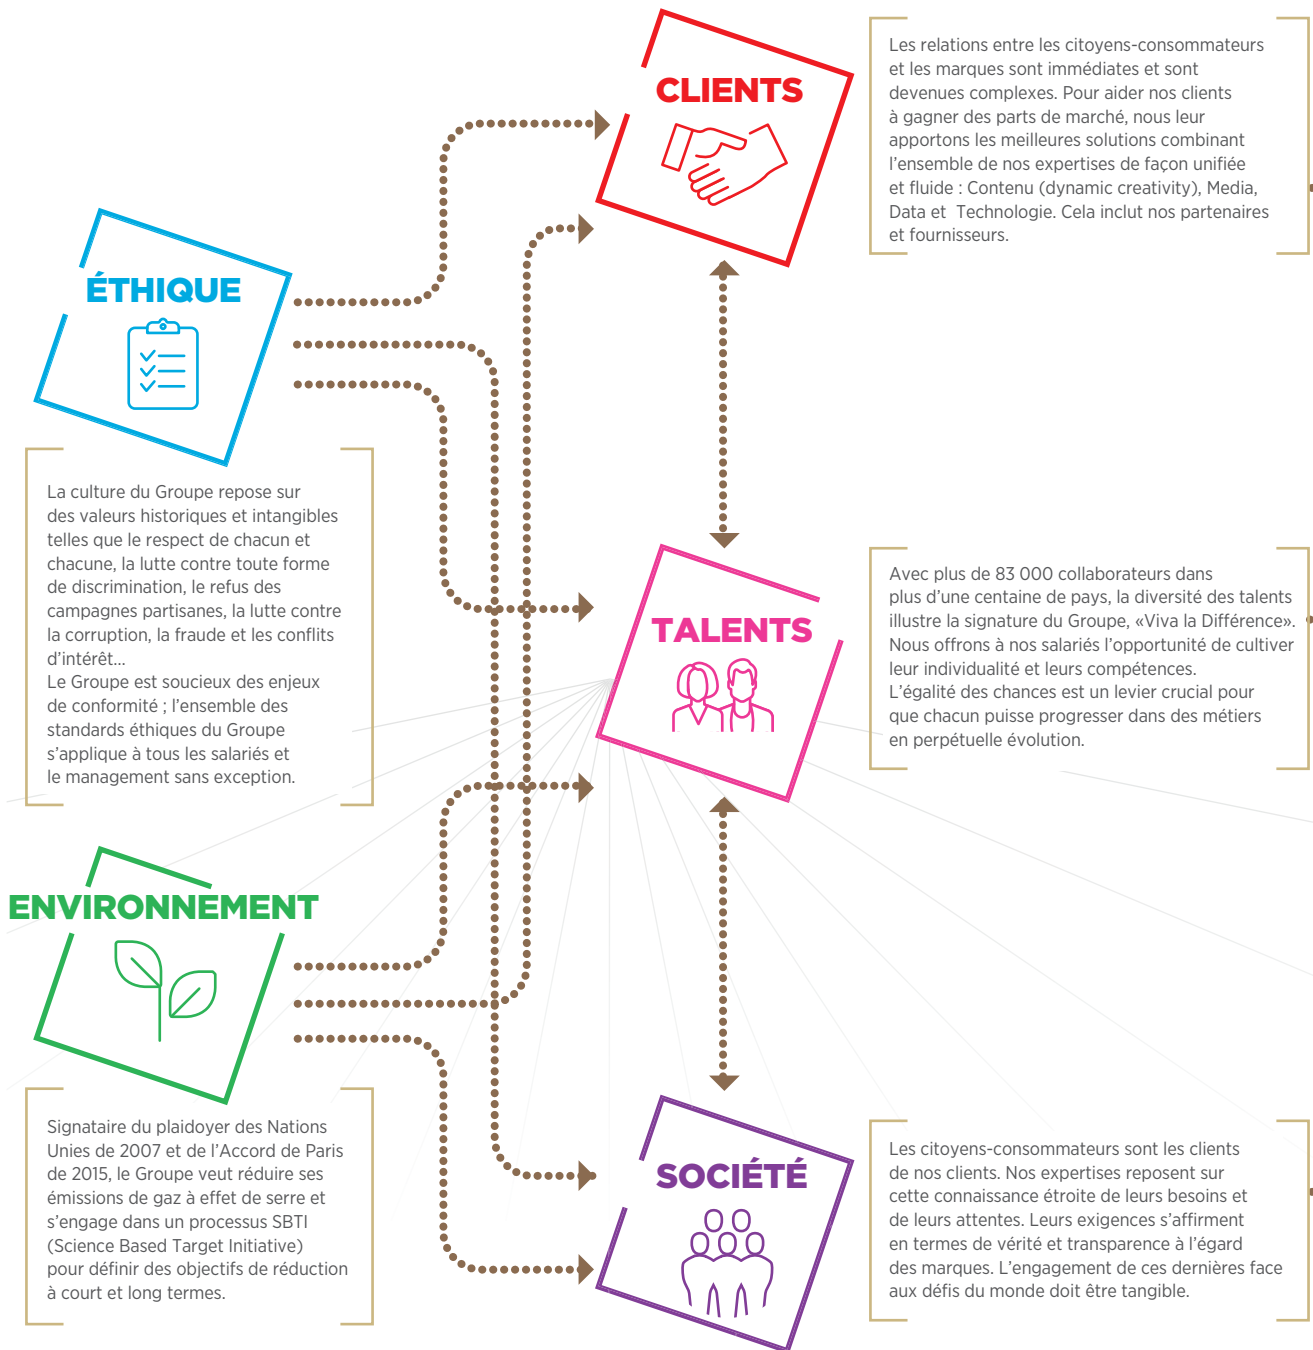 CLIENTS
Les relations entre les citoyens-consommateurs
et les marques sont immédiates et sont
devenues complexes. Pour aider nos clients
à gagner des parts de marché, nous leur
apportons les meilleures solutions combinant
l’ensemble de nos expertises de façon unifiée
et fluide : Contenu (dynamic creativity), Media,
Data et Technologie. Cela inclut nos partenaires
et fournisseurs.
ÉTHIQUE
La culture du Groupe repose sur
des valeurs historiques et intangibles
telles que le respect de chacun et
chacune, la lutte contre toute forme
de discrimination, le refus des
campagnes partisanes, la lutte contre
la corruption, la fraude et les conflits
d’intérêt...
Le Groupe est soucieux des enjeux
de conformité ; l’ensemble des
standards éthiques du Groupe
s’applique à tous les salariés et
le management sans exception.
TALENTS
Avec plus de 83 000 collaborateurs dans
plus d’une centaine de pays, la diversité des talents
illustre la signature du Groupe, «Viva la Différence».
Nous offrons à nos salariés l’opportunité de cultiver
leur individualité et leurs compétences.
L’égalité des chances est un levier crucial pour
que chacun puisse progresser dans des métiers
en perpétuelle évolution.
ENVIRONNEMENT
Signataire du plaidoyer des Nations
Unies de 2007 et de l’Accord de Paris
de 2015, le Groupe veut réduire ses
émissions de gaz à effet de serre et
s’engage dans un processus SBTI
(Science Based Target Initiative)
pour définir des objectifs de réduction
à court et long termes.
SOCIÉTÉ
Les citoyens-consommateurs sont les clients
de nos clients. Nos expertises reposent sur
cette connaissance étroite de leurs besoins et
de leurs attentes. Leurs exigences s’affirment
en termes de vérité et transparence à l’égard
des marques. L’engagement de ces dernières face
aux défis du monde doit être tangible.